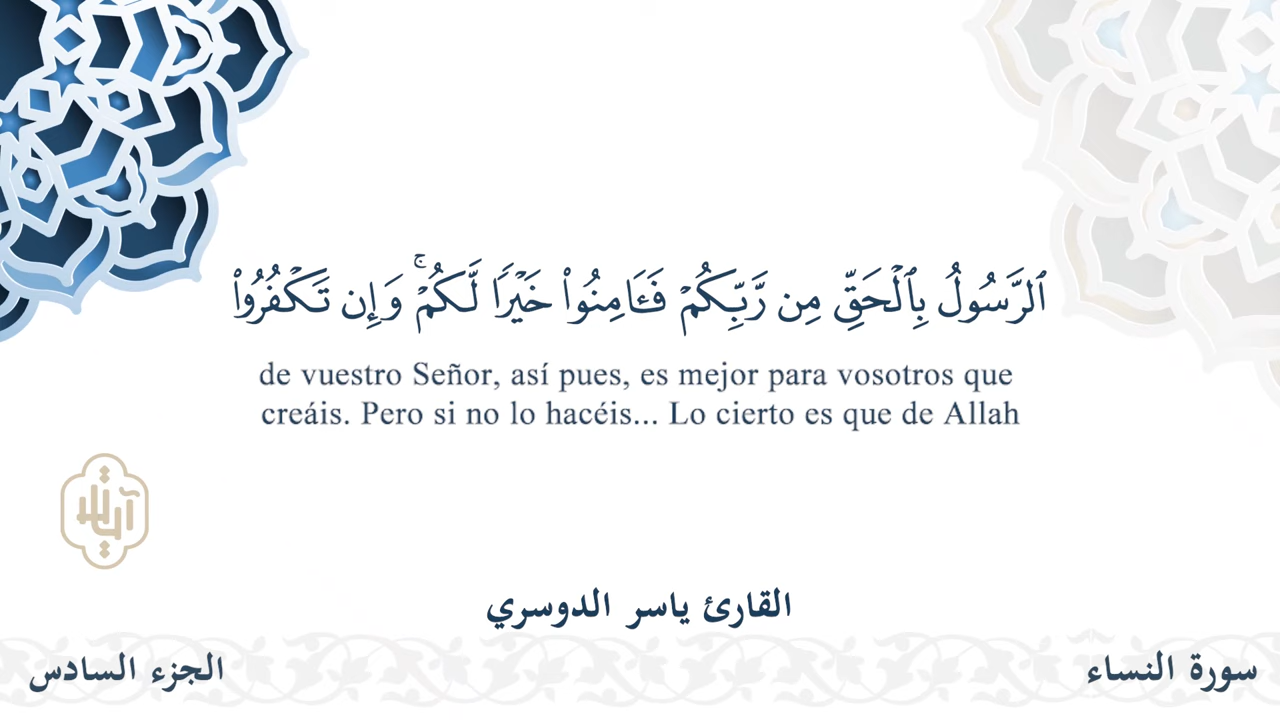 ٱلرَّسُولُ بِٱلْحَقِّ مِن رَّبِّكُمْ فَـَٔامِنُوا۟ خَيْرًا لَّكُمْ ۚ وَإِن تَكْفُرُوا۟
de vuestro Señor, así pues, es mejor para vosotros que
creáis. Pero si no lo hacéis... Lo cierto es que de Allah
القارئ ياسر الدوسري
سورة النساء
الجزء السادس